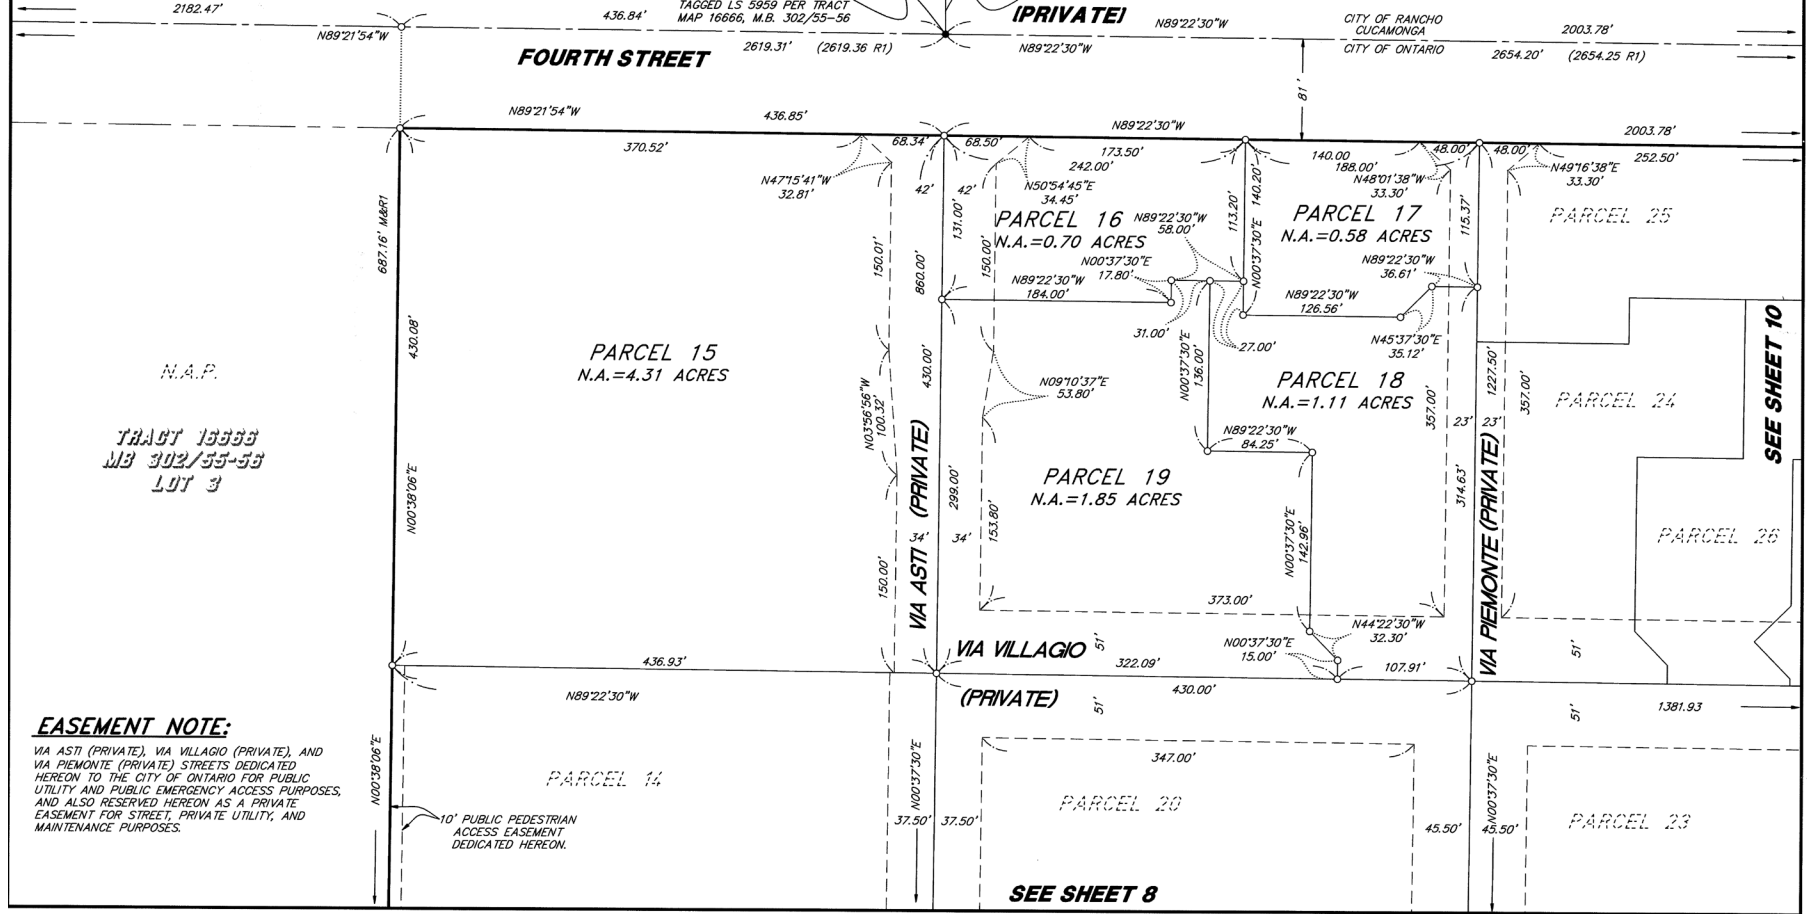 2182.47'
436.84'
TAGGED LS 5959 PER TRACT
MAP 16666, M.B. 302/55-56
(PRIVATE)
N89°22'30"W
CITY OF RANCHO
CUCAMONGA
2003.78'
N89°21'54"W
2619.31' (2619.36 R1)
N89°22'30"W
CITY OF ONTARIO
2654.20' (2654.25 R1)
FOURTH STREET
81'
N89°21'54"W
436.85'
N89°22'30"W
2003.78'
370.52'
68.34'
68.50'
173.50'
242.00'
140.00
188.00'
48.00'
48.00'
252.50'
N47°15'41"W
32.81'
42'
42'
N50°54'45"E
34.45'
N48°01'38"W
33.30'
N49°16'38"E
33.30'
687.16' M&R1
150.01'
860.00'
131.00'
150.00'
PARCEL 16
N.A.=0.70 ACRES
N89°22'30"W
58.00'
113.20'
N00°37'30"E 140.20'
PARCEL 17
N.A.=0.58 ACRES
115.37'
PARCEL 25
N00°37'30"E
17.80'
N89°22'30"W
36.61'
N89°22'30"W
184.00'
N89°22'30"W
126.56'
31.00'
27.00'
N45°37'30"E
35.12'
430.08'
PARCEL 15
N.A.=4.31 ACRES
430.00'
N00°37'30"E
136.00'
N.A.P.
N03°56'56"W
100.32'
N09°10'37"E
53.80'
PARCEL 18
N.A.=1.11 ACRES
357.00'
1227.50'
357.00'
PARCEL 24
SEE SHEET 10
23'
23'
TRACT 16666
MB 302/55-56
LOT 3
N89°22'30"W
84.25'
N00°38'06"E
VIA ASTI (PRIVATE)
299.00'
PARCEL 19
N.A.=1.85 ACRES
314.63'
VIA PIEMONTE (PRIVATE)
34'
34'
153.80'
N00°37'30"E
142.96'
PARCEL 26
150.00'
373.00'
N44°22'30"W
32.30'
N00°37'30"E
15.00'
VIA VILLAGIO
51'
51'
436.93'
322.09'
107.91'
N89°22'30"W
(PRIVATE)
430.00'
51'
51'
1381.93
EASEMENT NOTE:
VIA ASTI (PRIVATE), VIA VILLAGIO (PRIVATE), AND
VIA PIEMONTE (PRIVATE) STREETS DEDICATED
HEREON TO THE CITY OF ONTARIO FOR PUBLIC
UTILITY AND PUBLIC EMERGENCY ACCESS PURPOSES,
AND ALSO RESERVED HEREON AS A PRIVATE
EASEMENT FOR STREET, PRIVATE UTILITY, AND
MAINTENANCE PURPOSES.
N00°38'06"E
PARCEL 14
10' PUBLIC PEDESTRIAN
ACCESS EASEMENT
DEDICATED HEREON.
N00°37'30"E
37.50'
37.50'
347.00'
PARCEL 20
N00°37'30"E
45.50'
45.50'
PARCEL 23
SEE SHEET 8